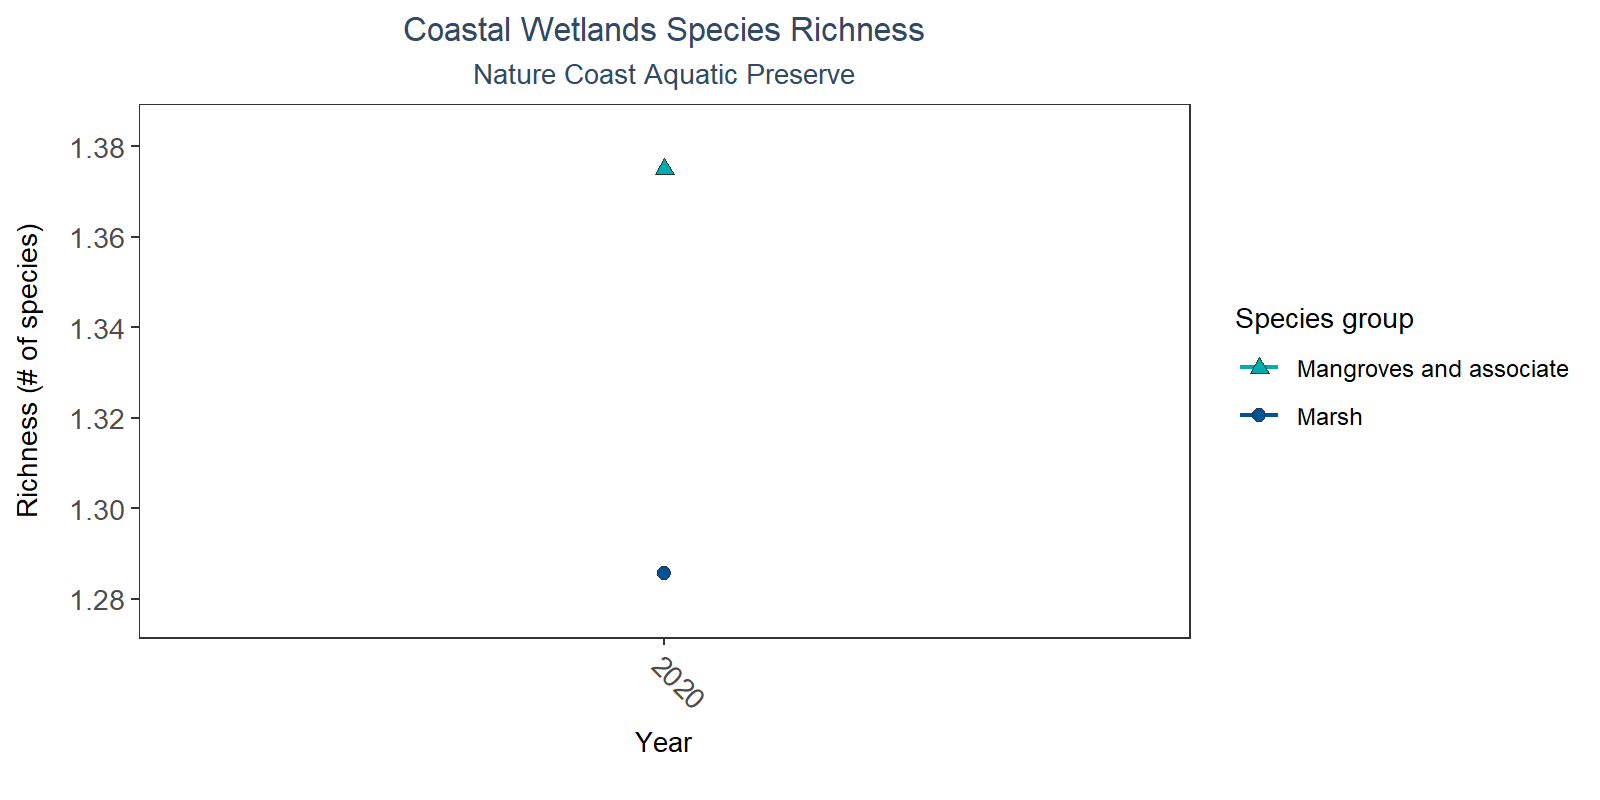 Coastal Wetlands Species Richness
Nature Coast Aquatic Preserve
Richness (# of species)
1.38
1.36
1.34
1.32
1.30
1.28
2020
Year
Species group
Mangroves and associate
Marsh